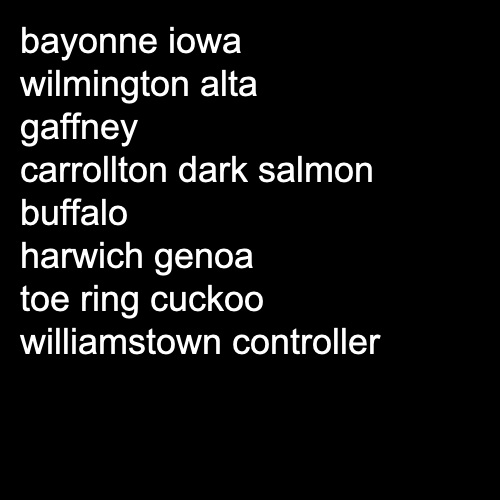 bayonne iowa
wilmington alta
gaffney
carrollton dark salmon
buffalo
harwich genoa
toe ring cuckoo
williamstown controller